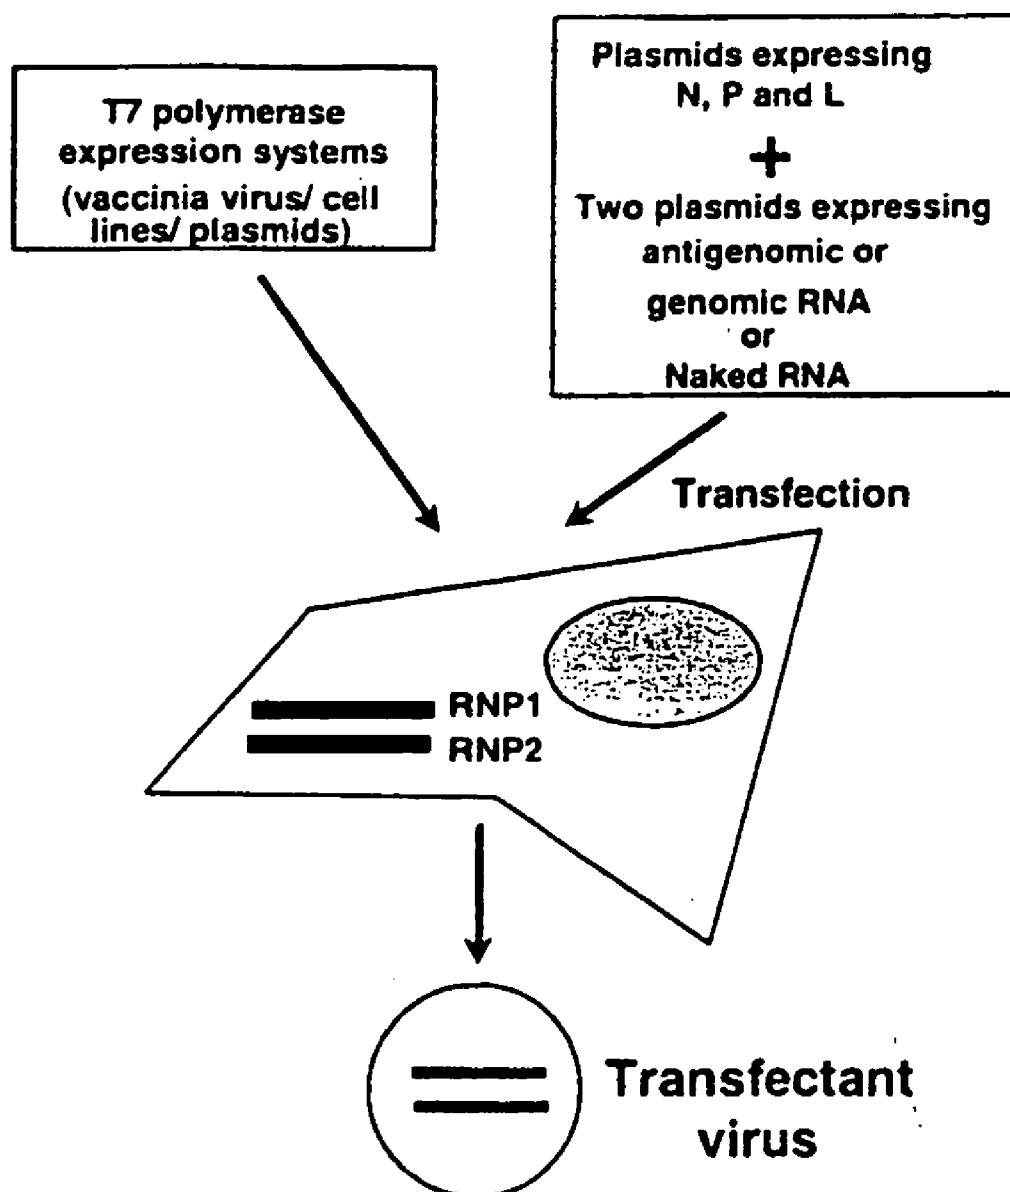 T7 polymerase
expression systems
(vaccinia virus/ cell
lines/ plasmids)
Plasmids expressing
N, P and L
+
Two plasmids expressing
antigenomic or
genomic RNA
or
Naked RNA
Transfection
RNP1
RNP2
Transfectant
virus